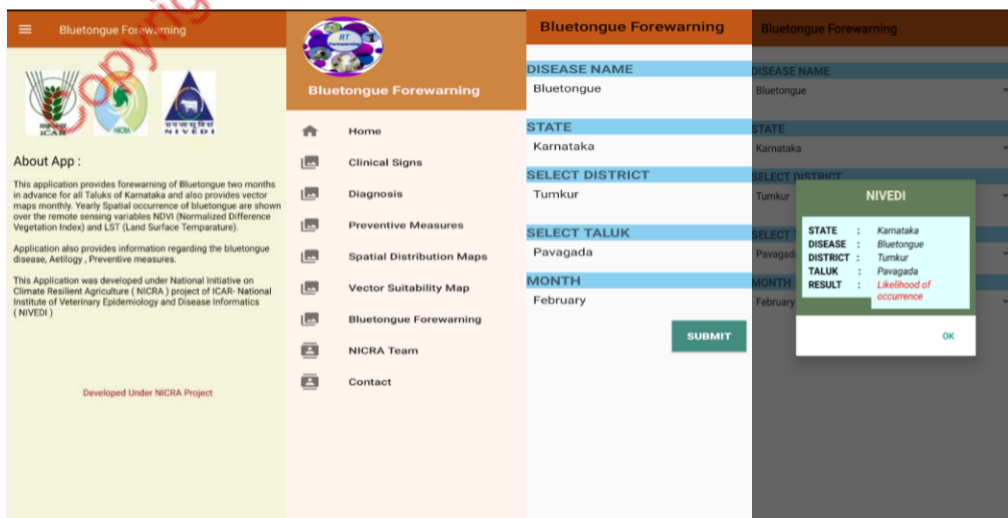 Copyrigh
Bluetongue Forewarning
ICAR
NICRA
NIVEDI
About App :
This application provides forewarning of Bluetongue two months
in advance for all Taluks of Karnataka and also provides vector
maps monthly. Yearly Spatial occurrence of bluetongue are shown
over the remote sensing variables NDVI (Normalized Difference
Vegetation Index) and LST (Land Surface Temparature).
Application also provides information regarding the bluetongue
disease, Aetilogy , Preventive measures.
This Application was developed under National Initiative on
Climate Resilient Agriculture ( NICRA ) project of ICAR- National
Institute of Veterinary Epidemiology and Disease Informatics
( NIVEDI )
Developed Under NICRA Project
BT
Forewarning
Bluetongue Forewarning
Home
Clinical Signs
Diagnosis
Preventive Measures
Spatial Distribution Maps
Vector Suitability Map
Bluetongue Forewarning
NICRA Team
Contact
Bluetongue Forewarning
DISEASE NAME
Bluetongue
STATE
Karnataka
SELECT DISTRICT
Tumkur
SELECT TALUK
Pavagada
MONTH
February
SUBMIT
Bluetongue Forewarning
DISEASE NAME
Bluetongue
STATE
Karnataka
SELECT DISTRICT
Tumkur
SELECT
Pavagad
MONTH
February
NIVEDI
STATE : Karnataka
DISEASE : Bluetongue
DISTRICT : Tumkur
TALUK : Pavagada
RESULT : Likelihood of
occurrence
OK